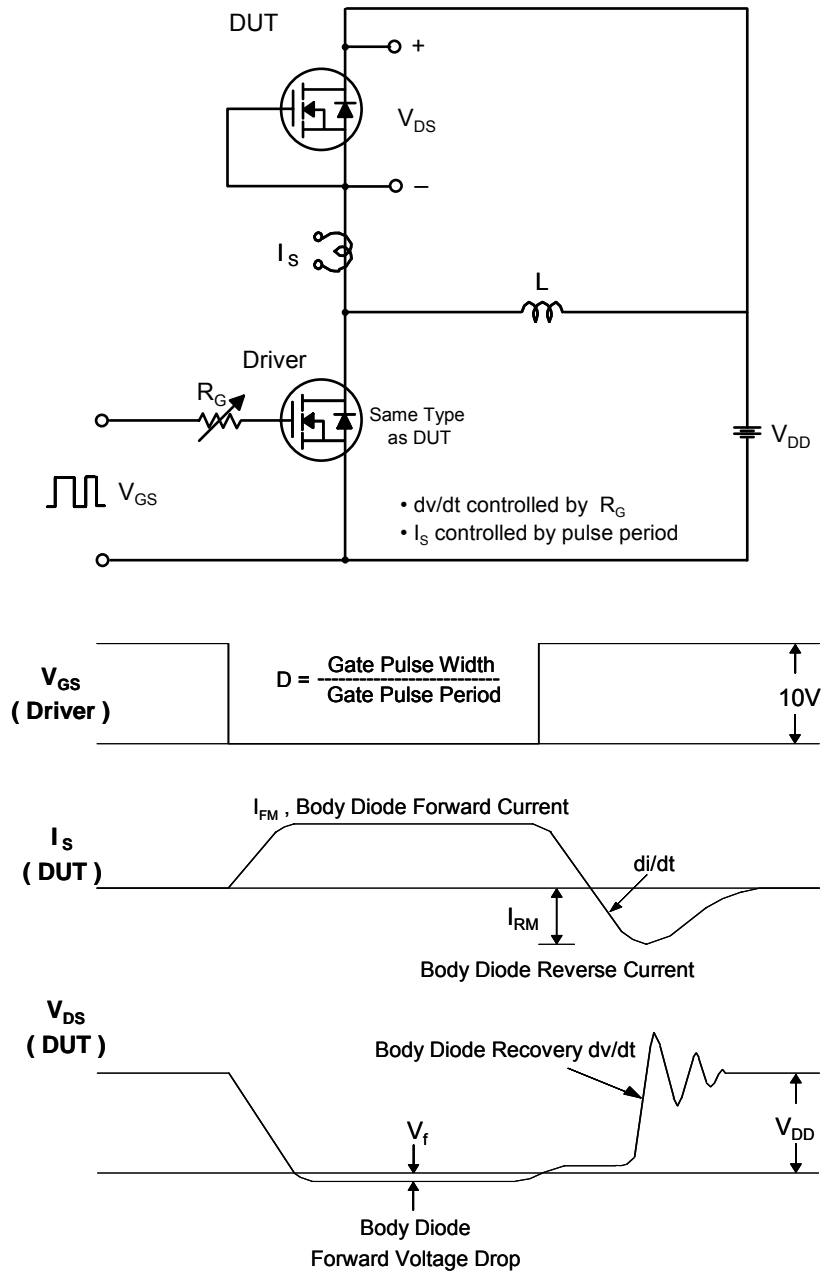 DUT
+
V_DS
–
I_S
L
Driver
R_G
Same Type
as DUT
V_DD
V_GS
• dv/dt controlled by R_G
• I_S controlled by pulse period
V_GS
( Driver )
D = Gate Pulse Width
Gate Pulse Period
10V
I_FM , Body Diode Forward Current
I_S
( DUT )
di/dt
I_RM
Body Diode Reverse Current
V_DS
( DUT )
Body Diode Recovery dv/dt
V_f
V_DD
Body Diode
Forward Voltage Drop